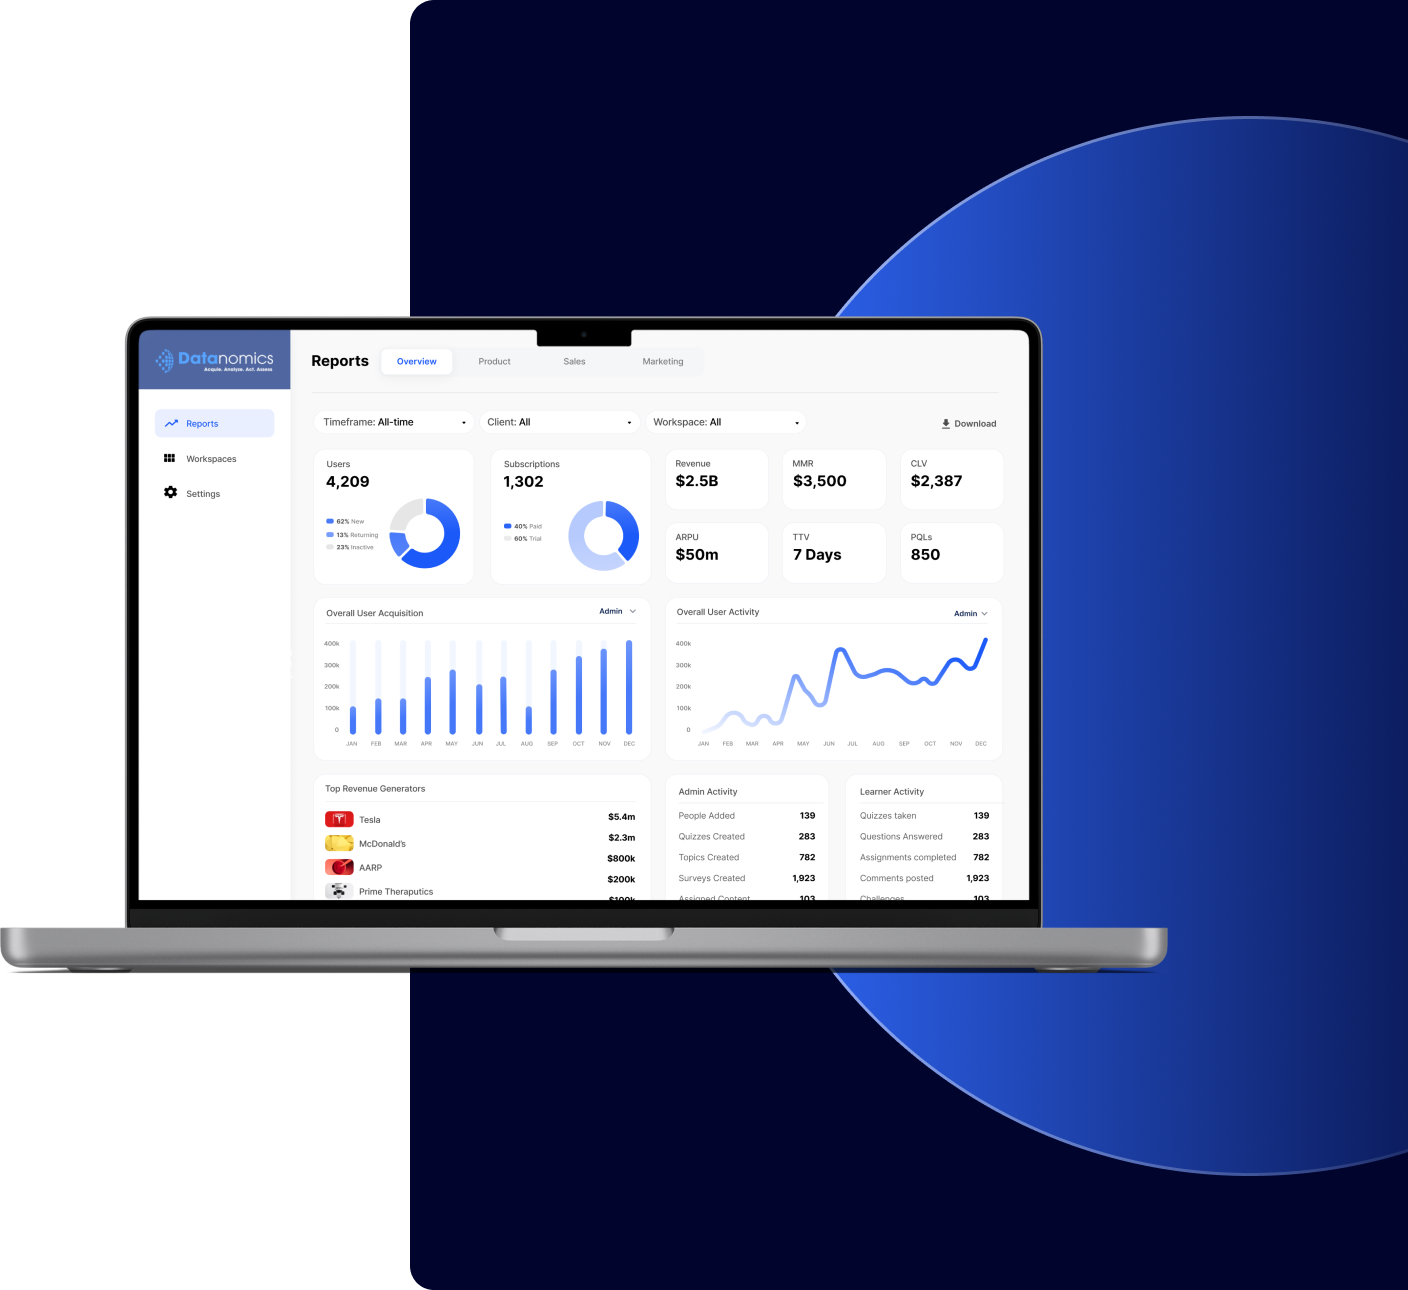 Datanomics
Acquie. Analyze. Act. Assess
Reports
Overview
Product
Sales
Marketing
Reports
Workspaces
Settings
Timeframe: All-time
Client: All
Workspace: All
Download
Users
4,209
62% New
13% Returning
23% Inactive
Subscriptions
1,302
40% Paid
60% Trial
Revenue
$2.5B
MMR
$3,500
CLV
$2,387
ARPU
$50m
TTV
7 Days
PQLs
850
Overall User Acquisition
Admin
400k
300k
200k
100k
0
JAN FEB MAR APR MAY JUN JUL AUG SEP OCT NOV DEC
Overall User Activity
Admin
400k
300k
200k
100k
0
JAN FEB MAR APR MAY JUN JUL AUG SEP OCT NOV DEC
Top Revenue Generators
Tesla $5.4m
McDonald's $2.3m
AARP $800k
Prime Theraputics $200k
$100k
Admin Activity
People Added 139
Quizzes Created 283
Topics Created 782
Surveys Created 1,923
Assigned Content 103
Learner Activity
Quizzes taken 139
Questions Answered 283
Assignments completed 782
Comments posted 1,923
Challenges 103